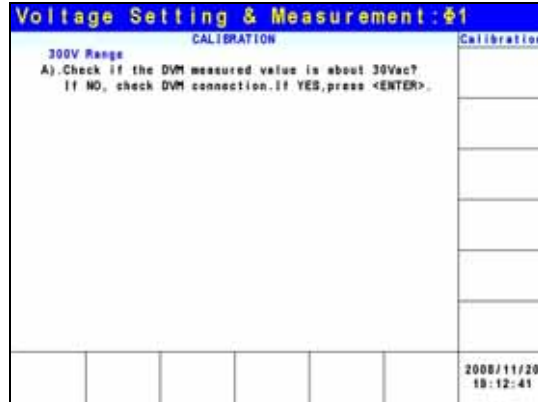 Voltage Setting & Measurement:Φ1
CALIBRATION
Calibration
300V Range
A).Check if the DVM measured value is about 30Vac?
If NO, check DVM connection.If YES,press <ENTER>.
2008/11/20
18:12:41